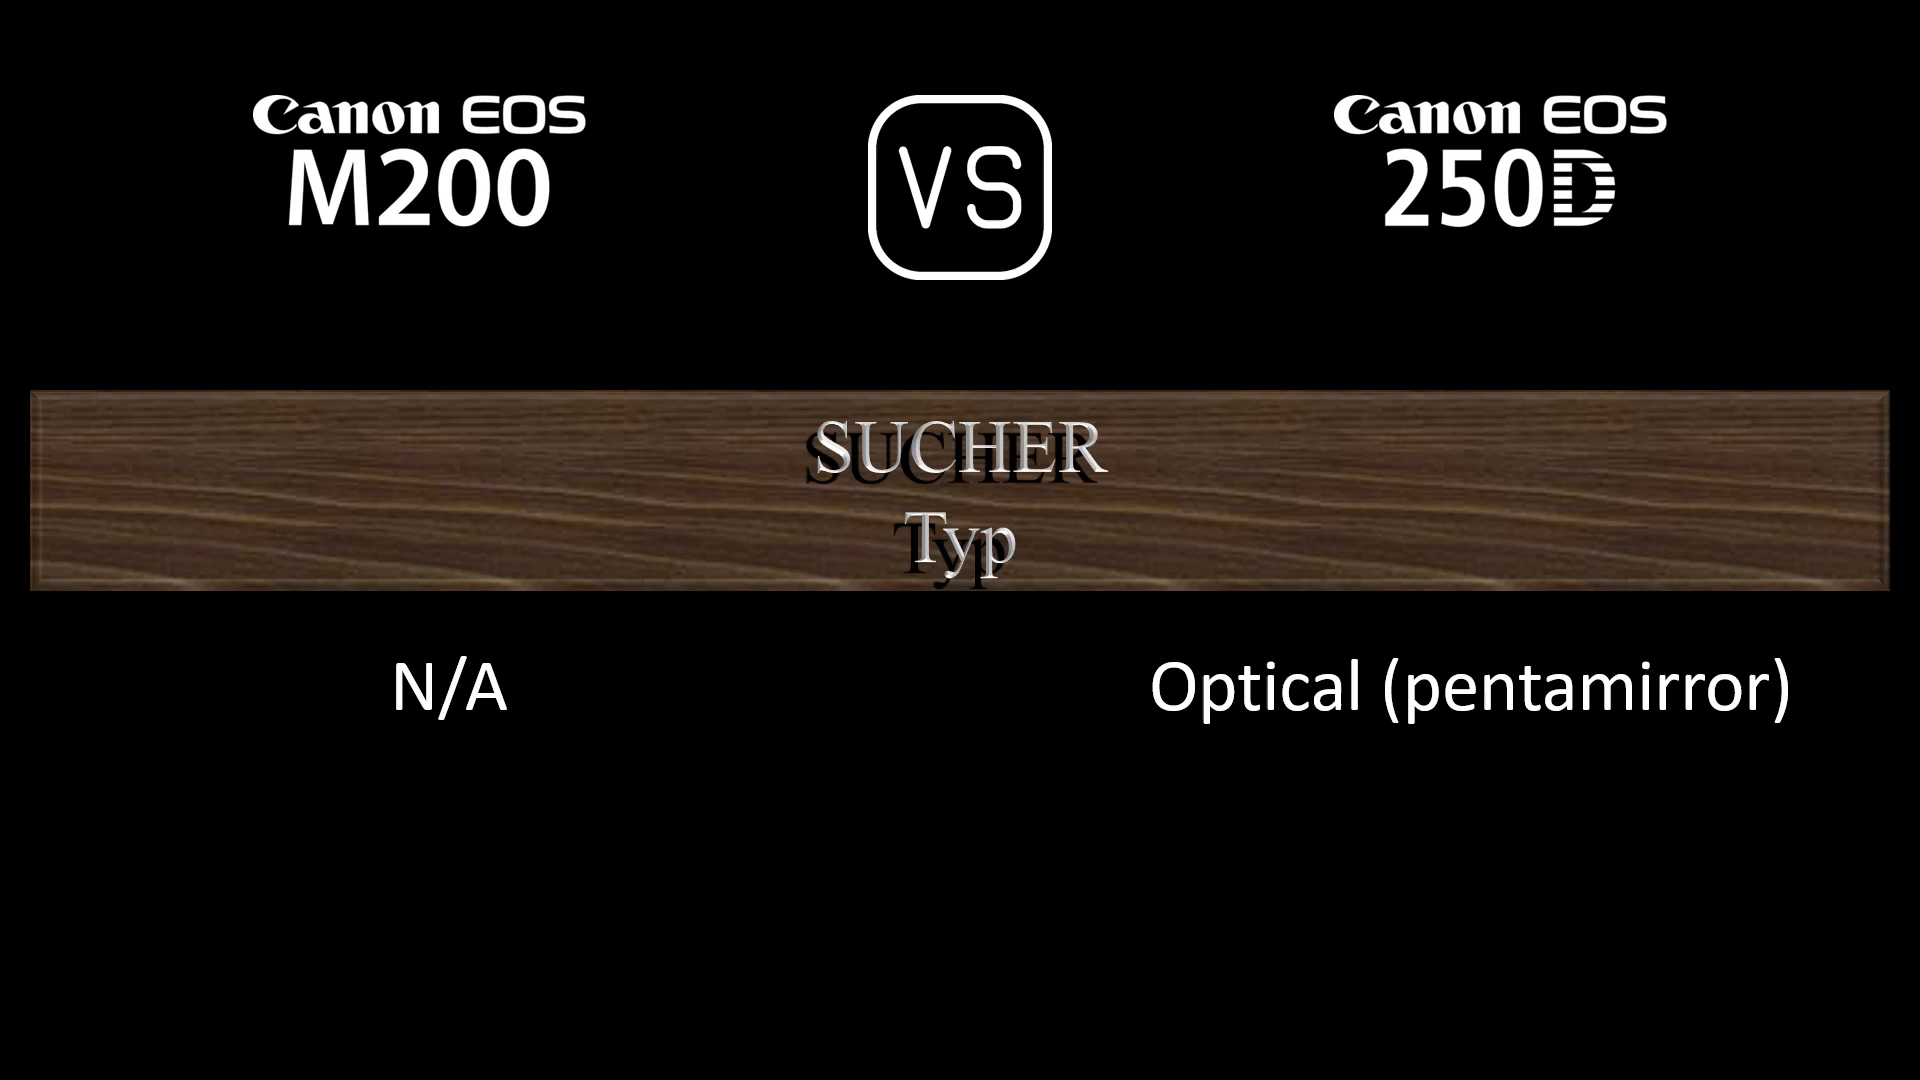 Canon EOS
M200
VS
Canon EOS
250D
SUCHER
Typ
N/A
Optical (pentamirror)